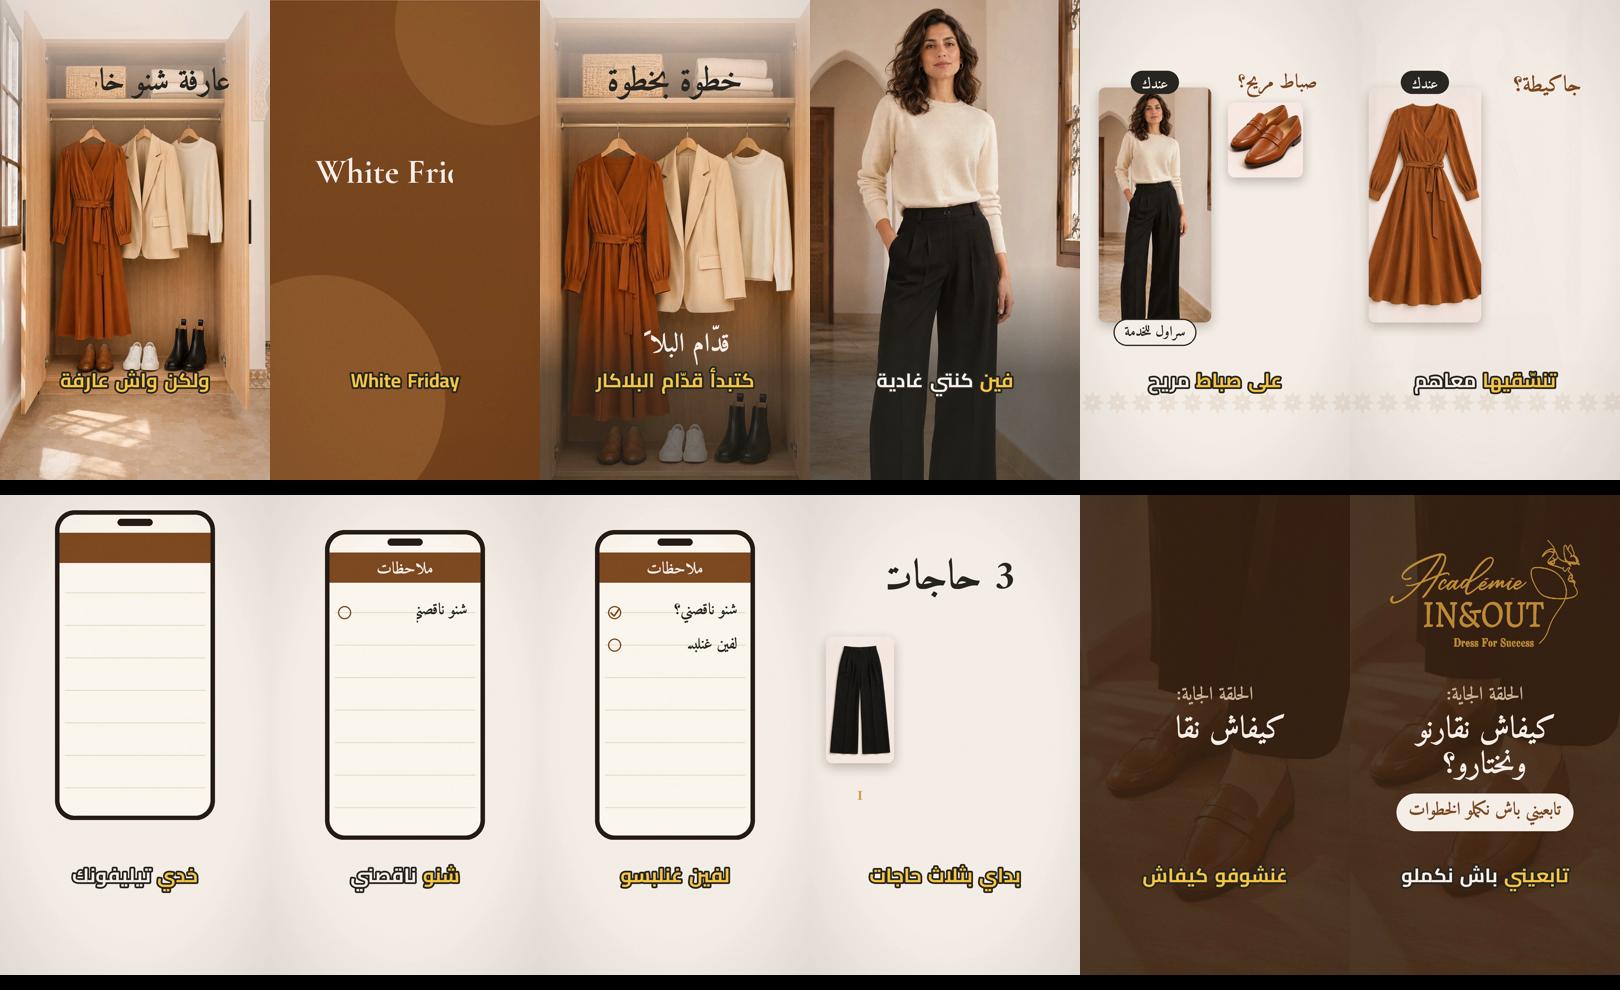 عارفة شنو خا
ولكن واش عارفة
White Fri
White Friday
خطوة بخطوة
قدّام البلا
كتبدأ قدّام البلاكار
فين كنتي غادية
عندك
صباط مريح؟
سراول للخدمة
على صباط مريح
عندك
جاكيطة؟
تنسّقيها معاهم
خدي تيليفونك
ملاحظات
شنو ناقصني
شنو ناقصني
ملاحظات
شنو ناقصني؟
لفين غنلبس
لفين غنلبسو
3 حاجات
1
بداي بثلاث حاجات
الحلقة الجاية:
كيفاش نقا
غنشوفو كيفاش
Académie
IN&OUT
Dress For Success
الحلقة الجاية:
كيفاش نقارنو
ونختارو؟
تابعيني باش نكملو الخطوات
تابعيني باش نكملو